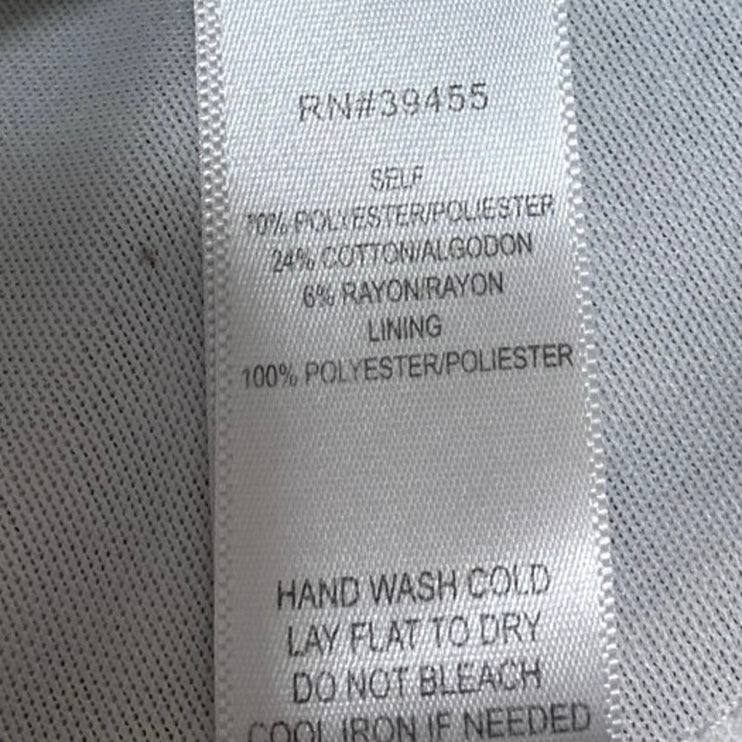 RN#39455
SELF
70% POLYESTER/POLIESTER
24% COTTON/ALGODON
6% RAYON/RAYON
LINING
100% POLYESTER/POLIESTER
HAND WASH COLD
LAY FLAT TO DRY
DO NOT BLEACH
COOL IRON IF NEEDED